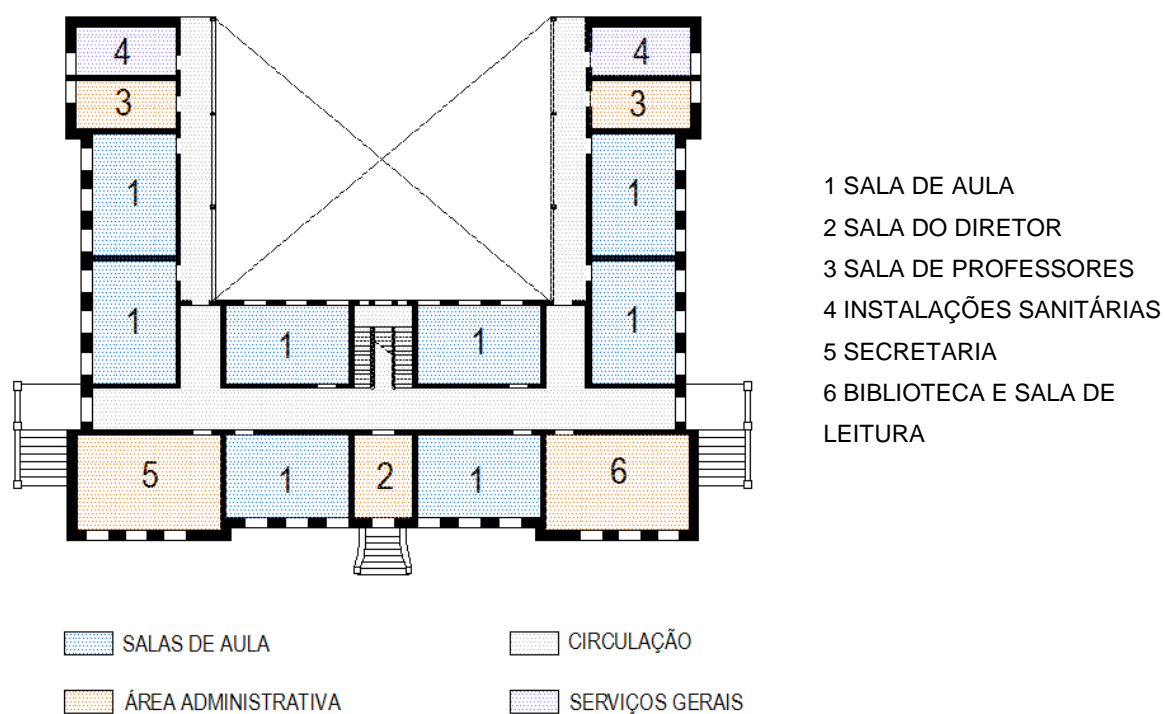 4 4
3 3
1 1
1 SALA DE AULA
2 SALA DO DIRETOR
3 SALA DE PROFESSORES
4 INSTALAÇÕES SANITÁRIAS
5 SECRETARIA
6 BIBLIOTECA E SALA DE
LEITURA
1 1 1 1
5 1 2 1 6
SALAS DE AULA
CIRCULAÇÃO
ÁREA ADMINISTRATIVA
SERVIÇOS GERAIS